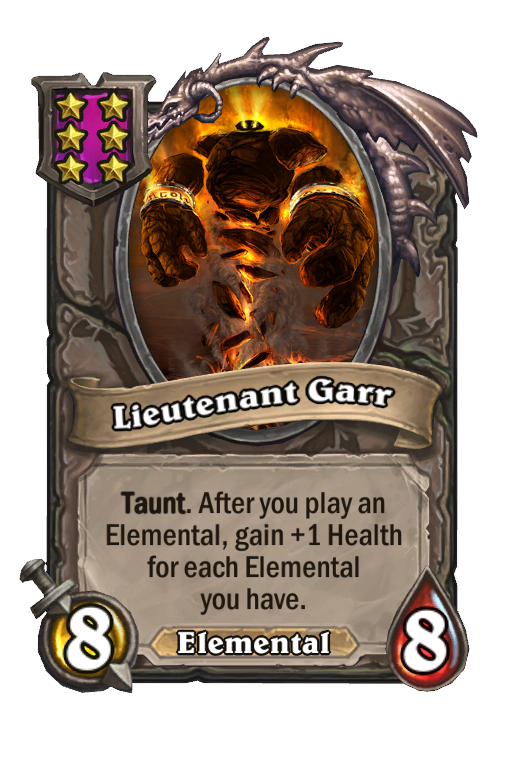 Lieutenant Garr
Taunt. After you play an
Elemental, gain +1 Health
for each Elemental
you have.
8
Elemental
8